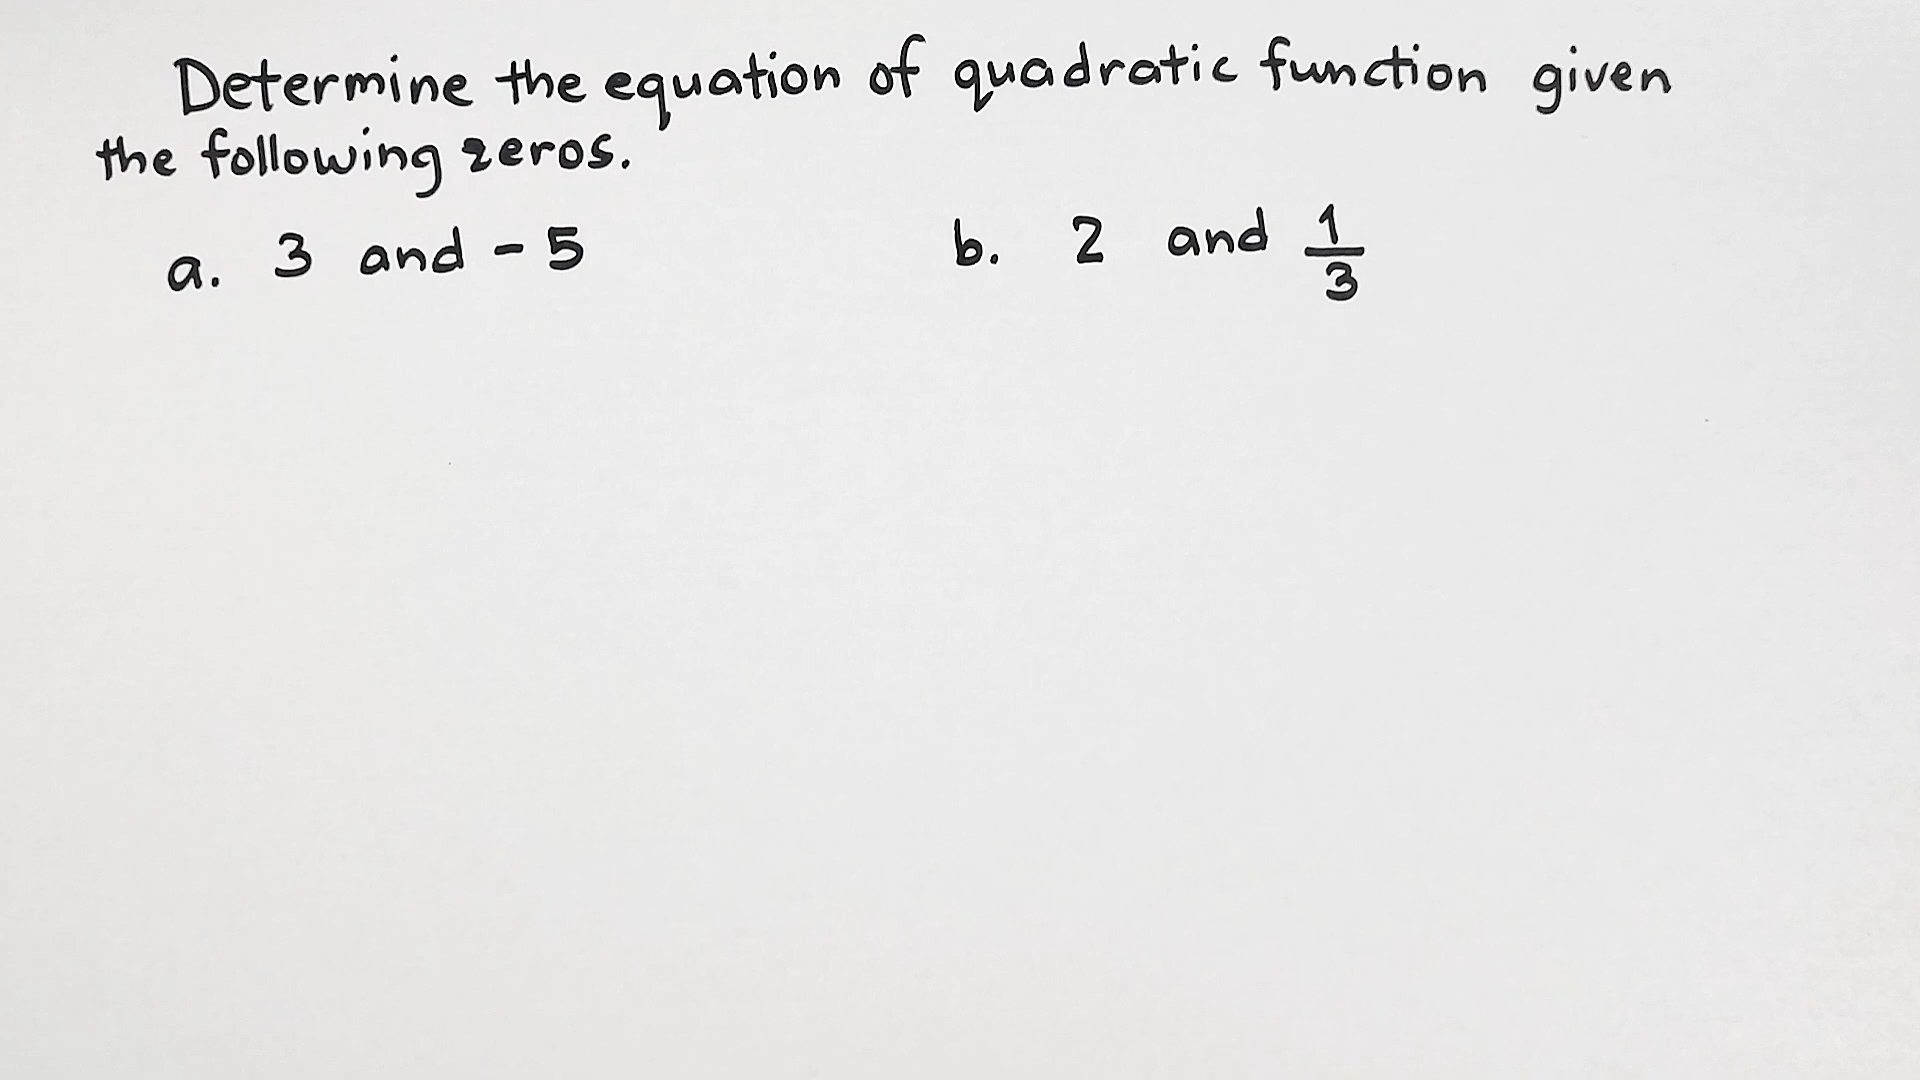 Determine the equation of quadratic function given
the following zeros.
a. 3 and - 5
b. 2 and 1/3